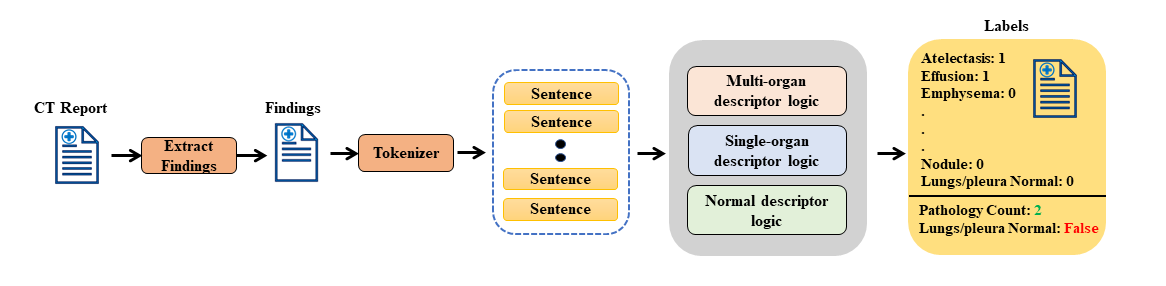 CT Report
Extract
Findings
Findings
Tokenizer
Sentence
Sentence
Sentence
Sentence
Multi-organ
descriptor logic
Single-organ
descriptor logic
Normal descriptor
logic
Labels
Atelectasis: 1
Effusion: 1
Emphysema: 0
.
.
.
Nodule: 0
Lungs/pleura Normal: 0
Pathology Count: 2
Lungs/pleura Normal: False